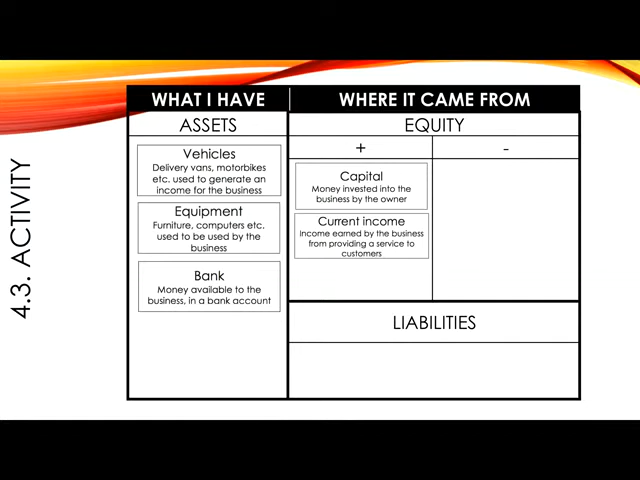 4.3. ACTIVITY
WHAT I HAVE
WHERE IT CAME FROM
ASSETS
EQUITY
+
-
Vehicles
Delivery vans, motorbikes
etc. used to generate an
income for the business
Equipment
Furniture, computers etc.
used to be used by the
business
Bank
Money available to the
business, in a bank account
Capital
Money invested into the
business by the owner
Current income
Income earned by the business
from providing a service to
customers
LIABILITIES